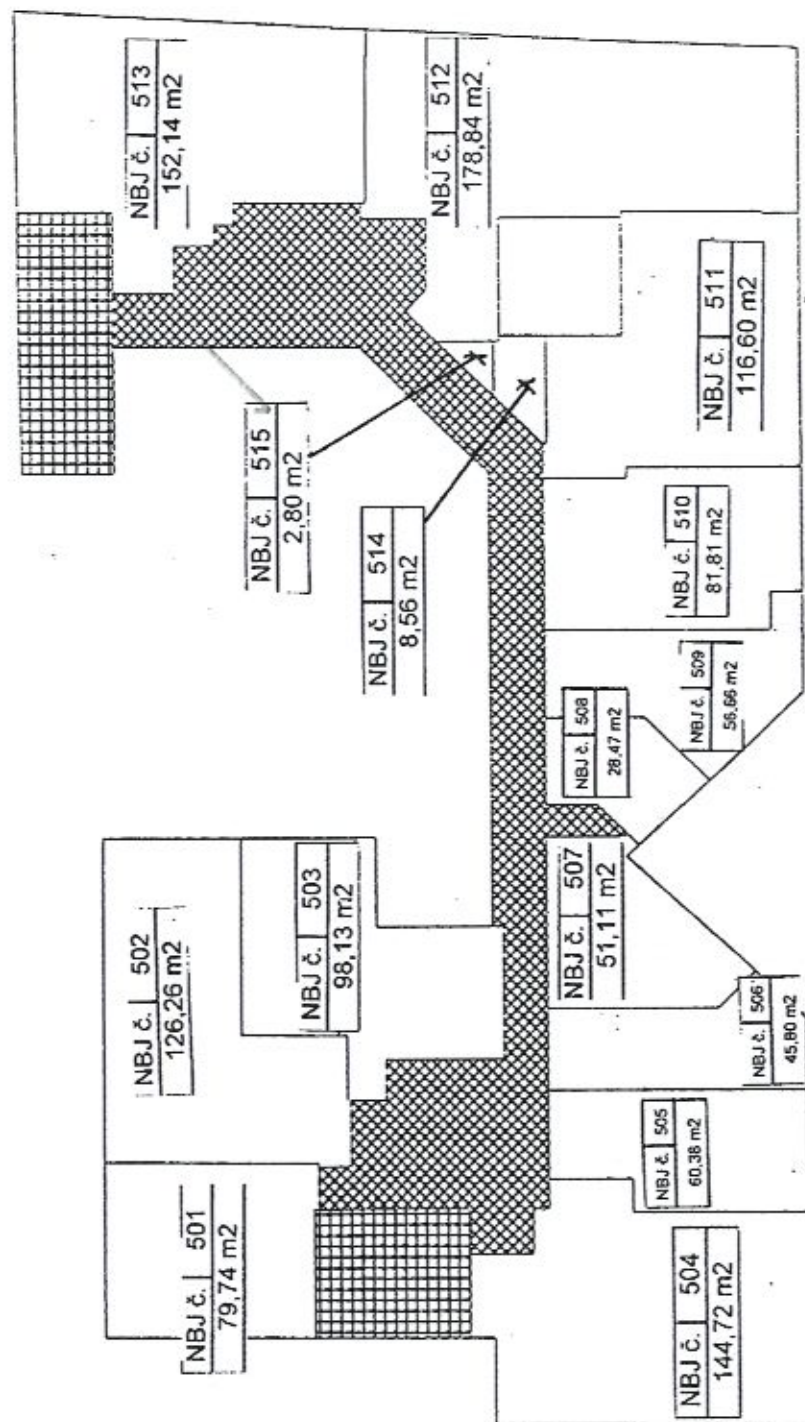 NBJ č. 501
79,74 m2
NBJ č. 502
126,26 m2
NBJ č. 503
98,13 m2
NBJ č. 504
144,72 m2
NBJ č. 505
60,38 m2
NBJ č. 506
45,80 m2
NBJ č. 507
51,11 m2
NBJ č. 508
28,47 m2
NBJ č. 509
56,66 m2
NBJ č. 510
81,81 m2
NBJ č. 511
116,60 m2
NBJ č. 512
178,84 m2
NBJ č. 513
152,14 m2
NBJ č. 514
8,56 m2
NBJ č. 515
2,80 m2